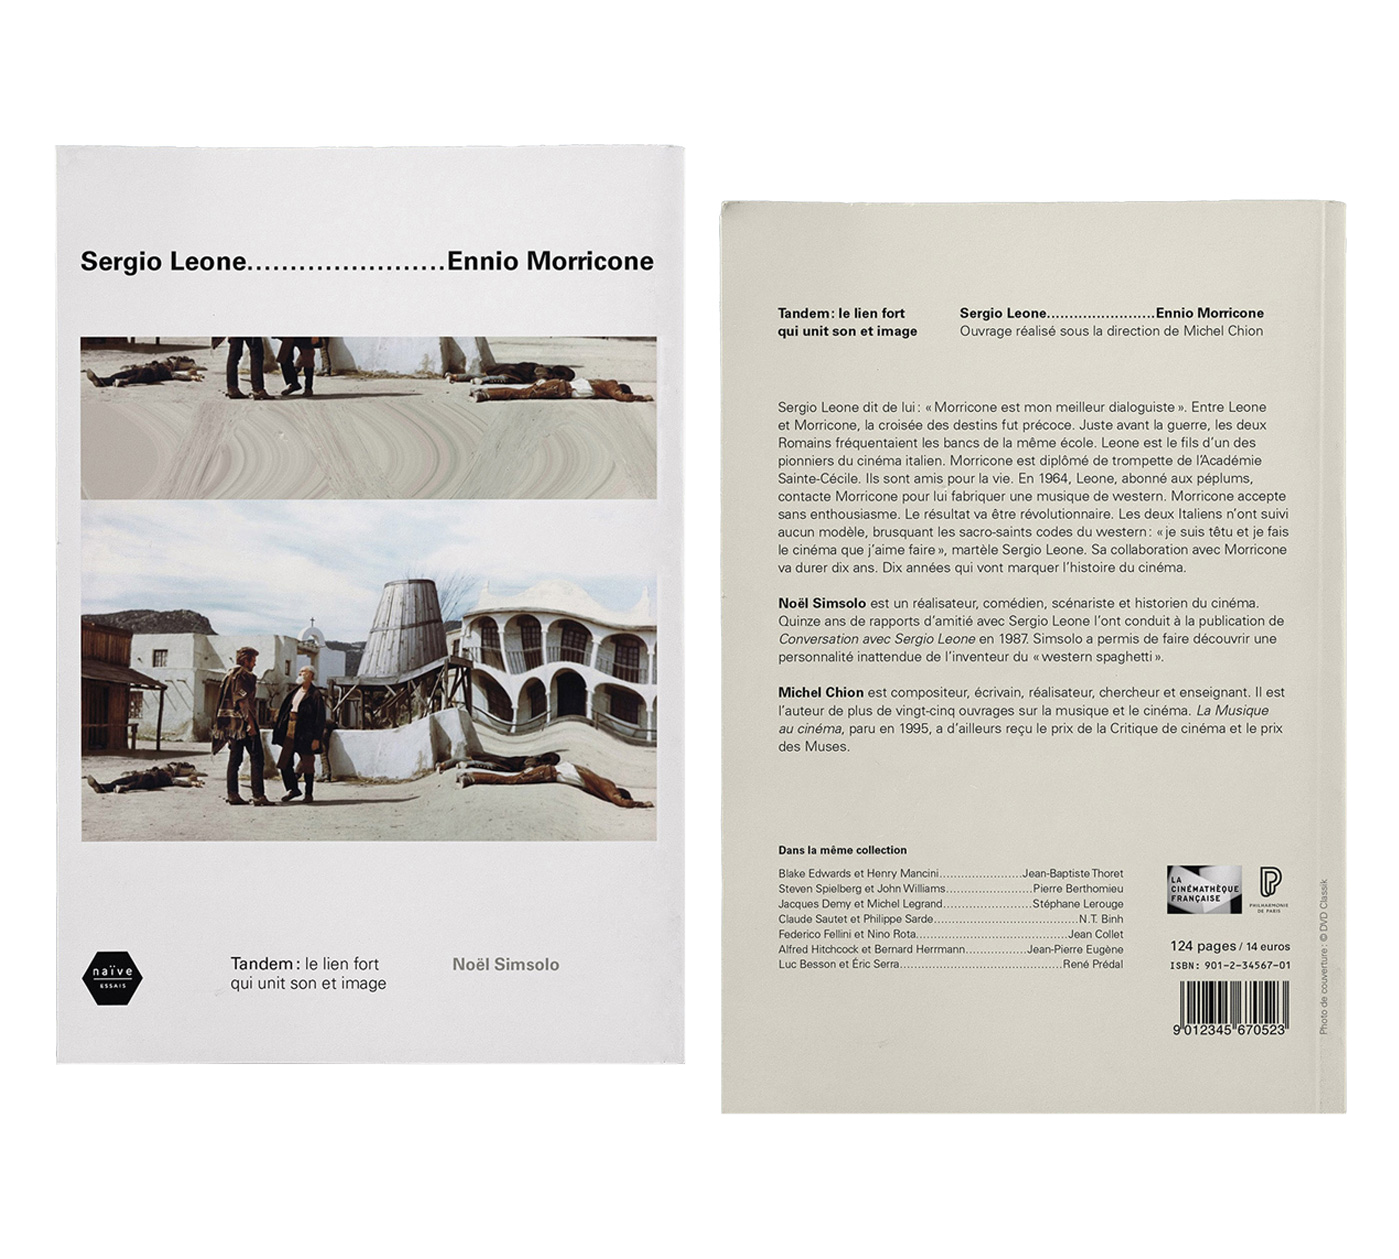 Sergio Leone.......................Ennio Morricone
naïve
ESSAIS
Tandem : le lien fort
qui unit son et image
Noël Simsolo
Tandem : le lien fort
qui unit son et image
Sergio Leone.......................Ennio Morricone
Ouvrage réalisé sous la direction de Michel Chion
Sergio Leone dit de lui : « Morricone est mon meilleur dialoguiste ». Entre Leone
et Morricone, la croisée des destins fut précoce. Juste avant la guerre, les deux
Romains fréquentaient les bancs de la même école. Leone est le fils d'un des
pionniers du cinéma italien. Morricone est diplômé de trompette de l'Académie
Sainte-Cécile. Ils sont amis pour la vie. En 1964, Leone, abonné aux péplums,
contacte Morricone pour lui fabriquer une musique de western. Morricone accepte
sans enthousiasme. Le résultat va être révolutionnaire. Les deux Italiens n'ont suivi
aucun modèle, brusquant les sacro-saints codes du western : « je suis têtu et je fais
le cinéma que j'aime faire », martèle Sergio Leone. Sa collaboration avec Morricone
va durer dix ans. Dix années qui vont marquer l'histoire du cinéma.
Noël Simsolo est un réalisateur, comédien, scénariste et historien du cinéma.
Quinze ans de rapports d'amitié avec Sergio Leone l'ont conduit à la publication de
Conversation avec Sergio Leone en 1987. Simsolo a permis de faire découvrir une
personnalité inattendue de l'inventeur du « western spaghetti ».
Michel Chion est compositeur, écrivain, réalisateur, chercheur et enseignant. Il est
l'auteur de plus de vingt-cinq ouvrages sur la musique et le cinéma. La Musique
au cinéma, paru en 1995, a d'ailleurs reçu le prix de la Critique de cinéma et le prix
des Muses.
Dans la même collection
Blake Edwards et Henry Mancini......................Jean-Baptiste Thoret
Steven Spielberg et John Williams......................Pierre Berthomieu
Jacques Demy et Michel Legrand......................Stéphane Lerouge
Claude Sautet et Philippe Sarde.....................................N.T. Binh
Federico Fellini et Nino Rota......................................Jean Collet
Alfred Hitchcock et Bernard Herrmann...............Jean-Pierre Eugène
Luc Besson et Éric Serra.........................................René Prédal
LA
CINÉMATHÈQUE
FRANÇAISE
PHILHARMONIE
DE PARIS
124 pages / 14 euros
ISBN: 901-2-34567-01
9 012345 670523
Photo de couverture : © DVD Classik